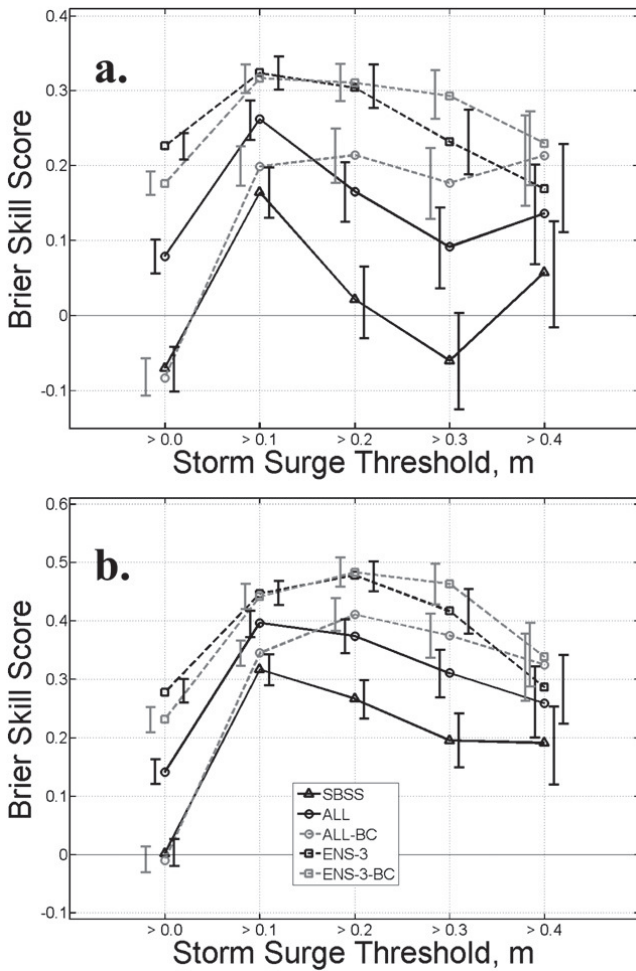 a.
Brier Skill Score
0.4
0.3
0.2
0.1
0
-0.1
> 0.0 > 0.1 > 0.2 > 0.3 > 0.4
Storm Surge Threshold, m
b.
Brier Skill Score
0.6
0.5
0.4
0.3
0.2
0.1
0
-0.1
SBSS
ALL
ALL-BC
ENS-3
ENS-3-BC
> 0.0 > 0.1 > 0.2 > 0.3 > 0.4
Storm Surge Threshold, m